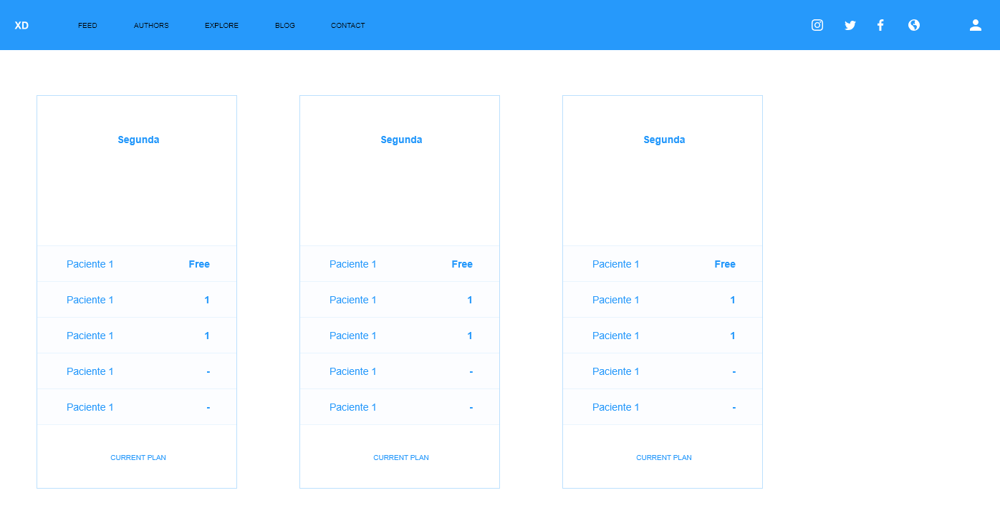 XD FEED AUTHORS EXPLORE BLOG CONTACT
Segunda Segunda Segunda
Paciente 1 Free Paciente 1 Free Paciente 1 Free
Paciente 1 1 Paciente 1 1 Paciente 1 1
Paciente 1 1 Paciente 1 1 Paciente 1 1
Paciente 1 - Paciente 1 - Paciente 1 -
Paciente 1 - Paciente 1 - Paciente 1 -
CURRENT PLAN CURRENT PLAN CURRENT PLAN